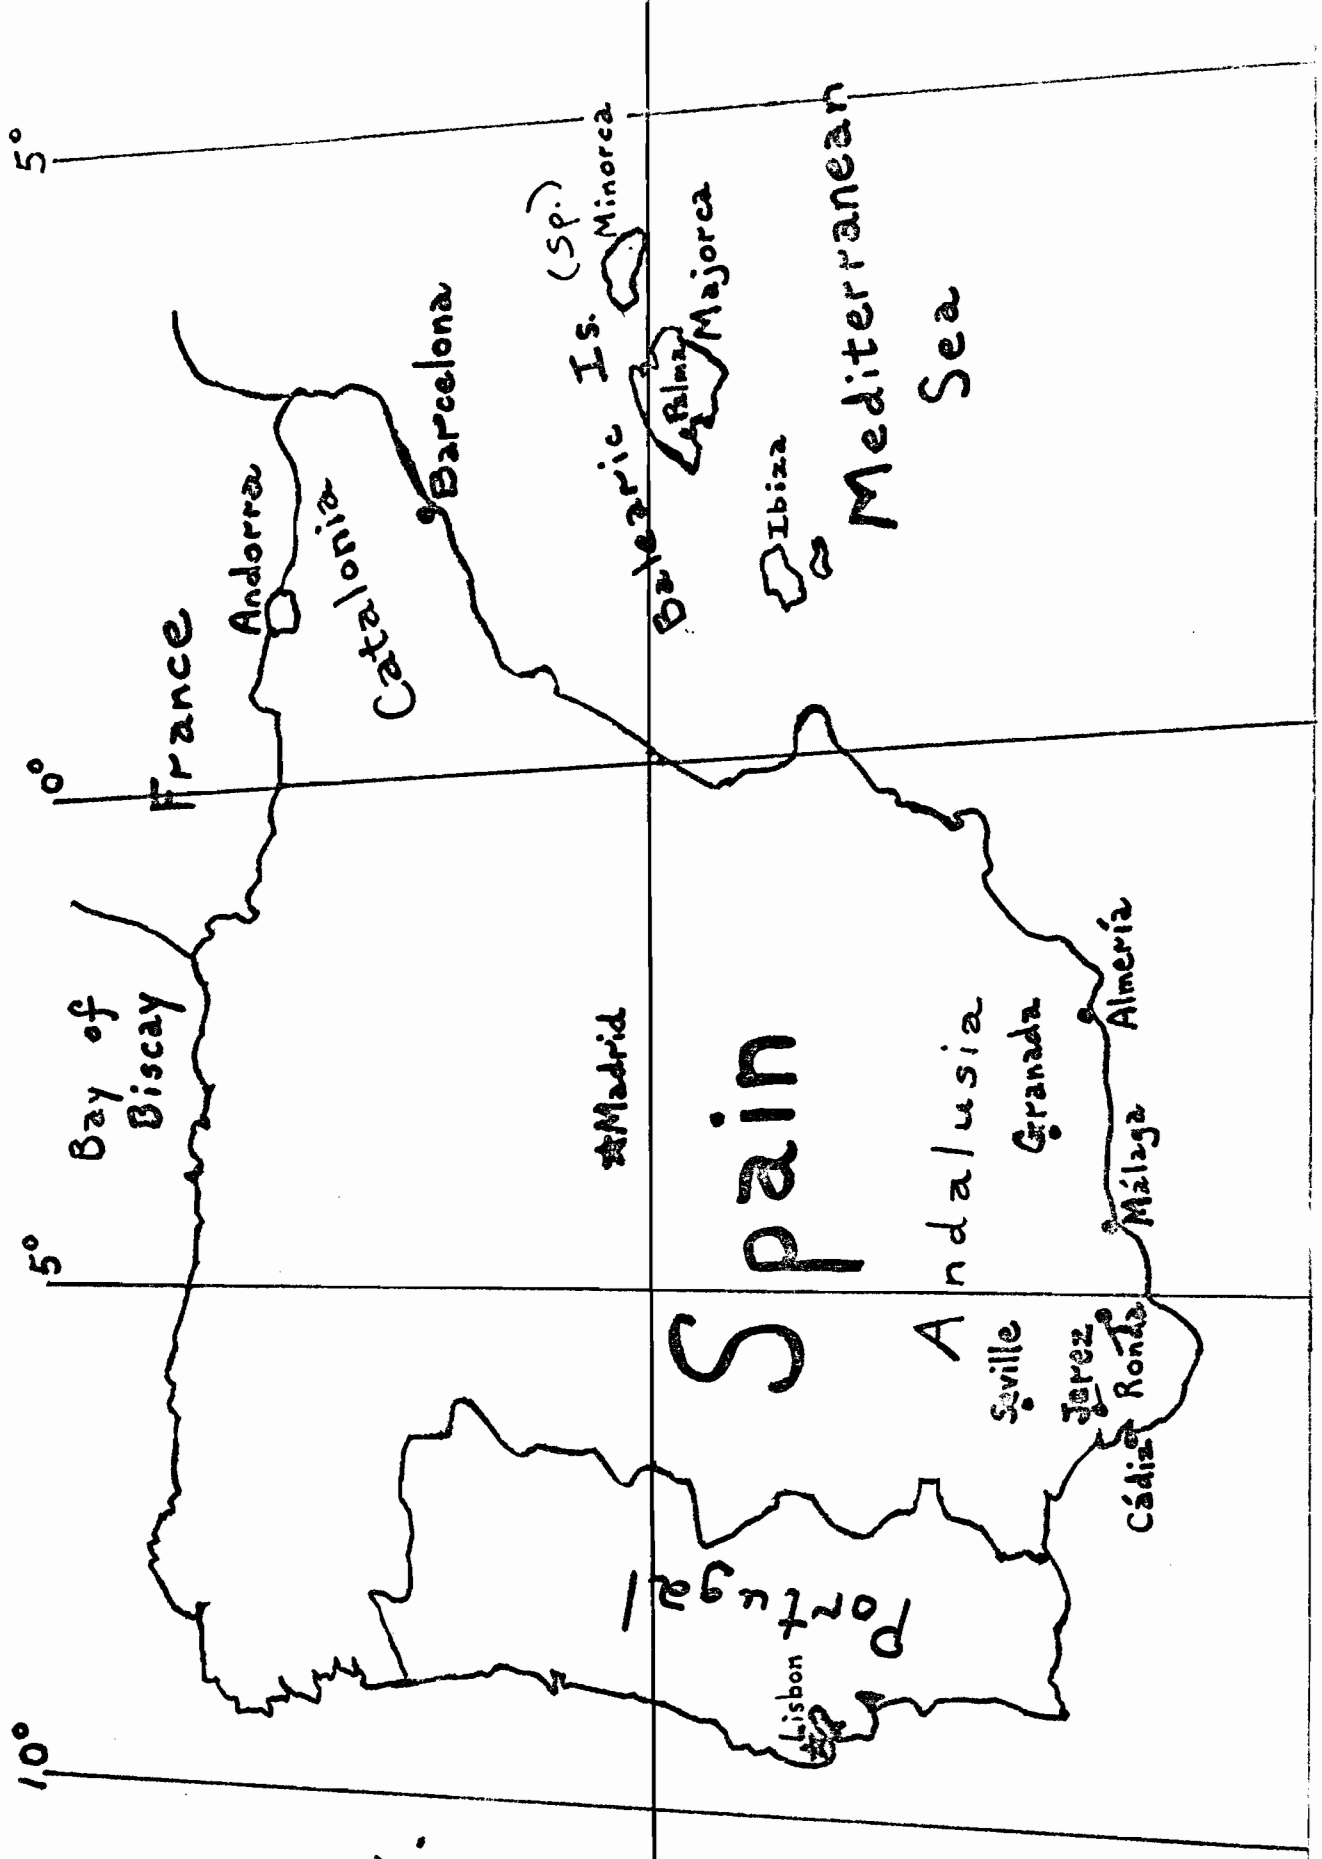 10°
5°
0°
5°
Bay of
Biscay
France
Andorra
Catalonia
Barcelona
(Sp.)
Balearic Is.
Minorca
Majorca
Palma
Ibiza
Mediterranean
Sea
Madrid
Spain
Portugal
Lisbon
Andalusia
Seville
Granada
Jerez
Ronda
Cádiz
Málaga
Almería